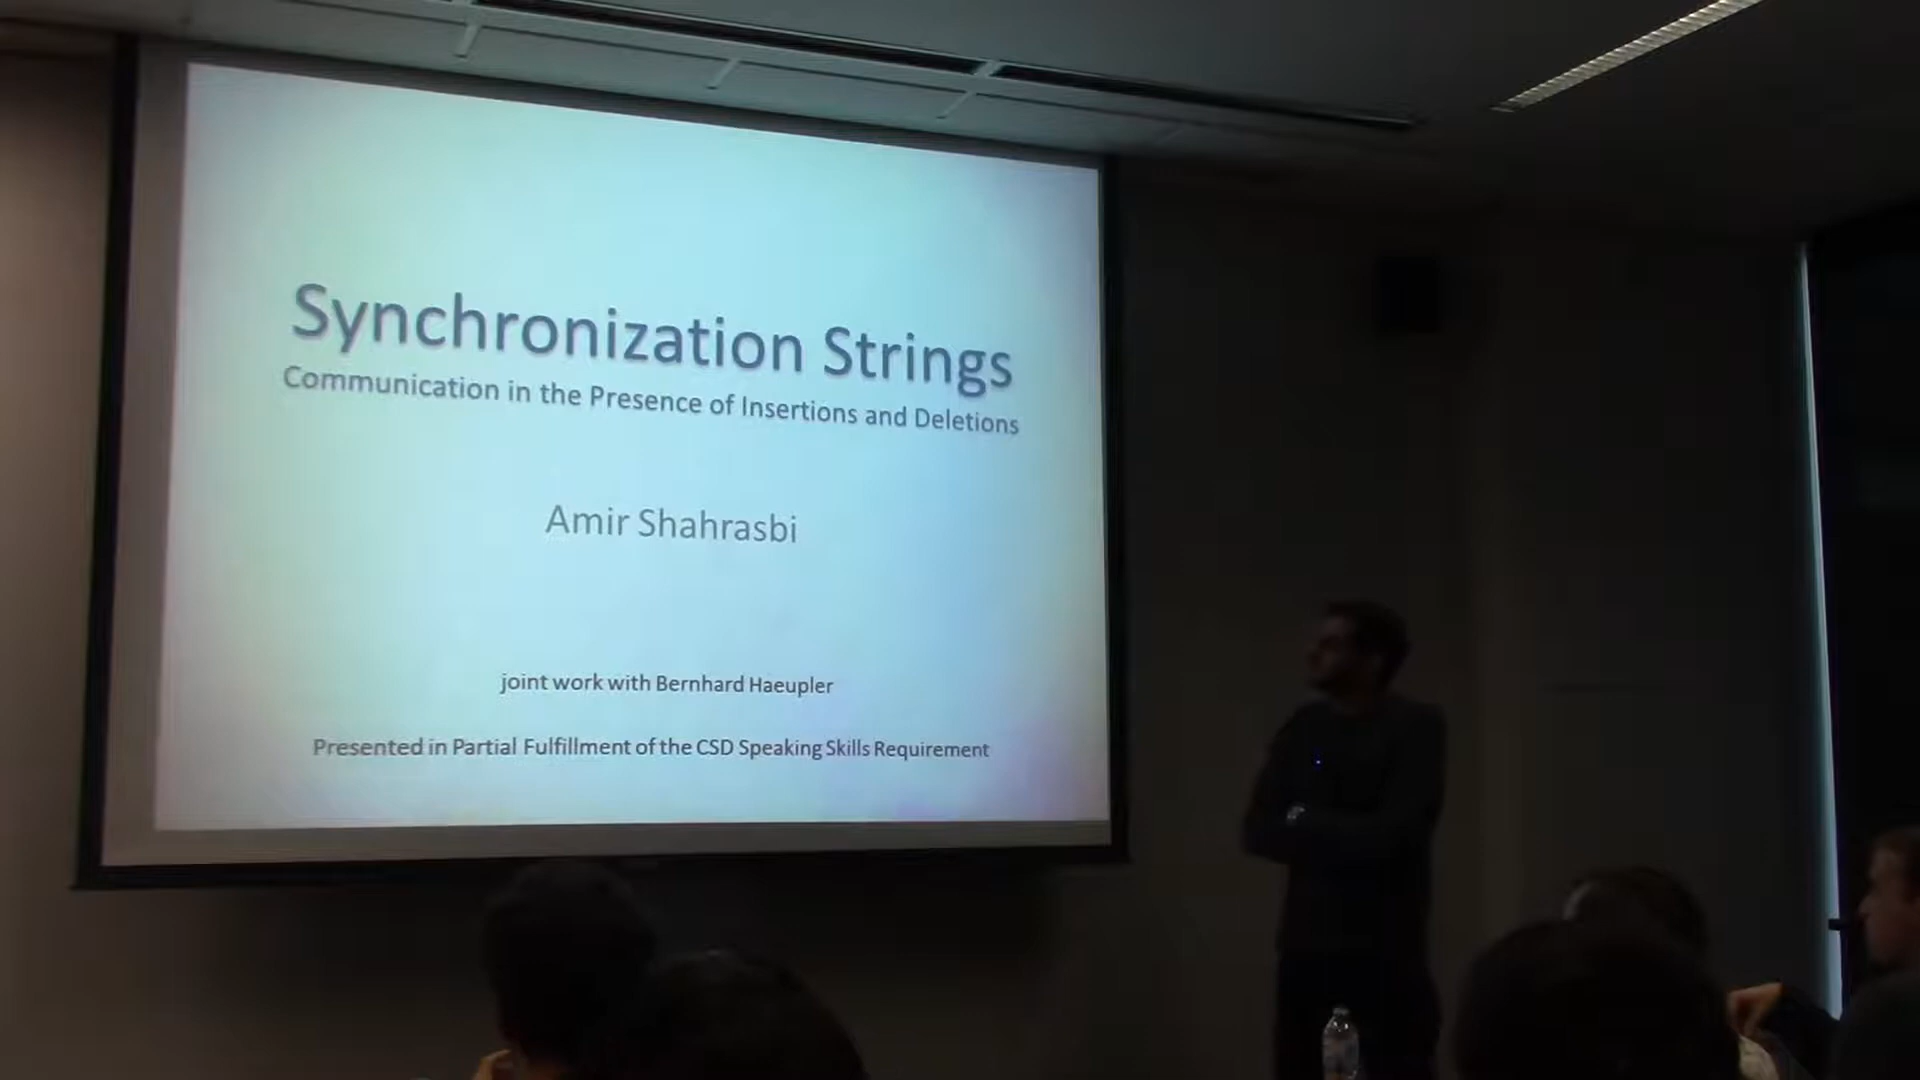 Synchronization Strings
Communication in the Presence of Insertions and Deletions
Amir Shahrasbi
joint work with Bernhard Haeupler
Presented in Partial Fulfillment of the CSD Speaking Skills Requirement